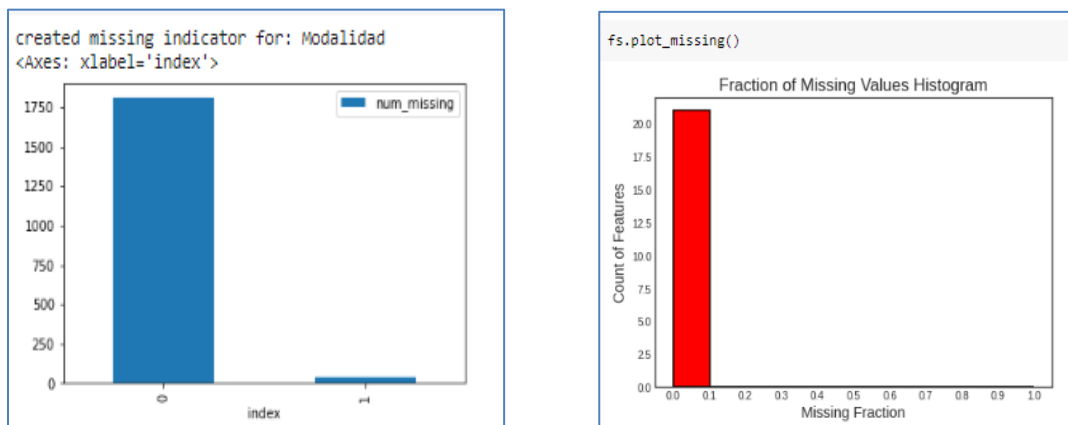 created missing indicator for: Modalidad
<Axes: xlabel='index'>
num_missing
1750
1500
1250
1000
750
500
250
0
0
1
index
fs.plot_missing()
Fraction of Missing Values Histogram
Count of Features
20.0
17.5
15.0
12.5
10.0
7.5
5.0
2.5
0.0
0.0 0.1 0.2 0.3 0.4 0.5 0.6 0.7 0.8 0.9 1.0
Missing Fraction